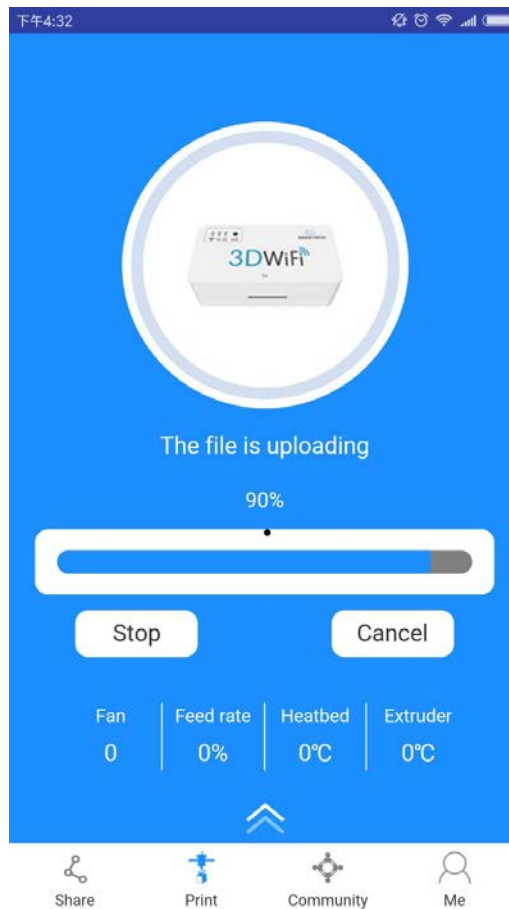 下午4:32
3DWiFi
The file is uploading
90%
Stop Cancel
Fan Feed rate Heatbed Extruder
0 0% 0℃ 0℃
Share Print Community Me